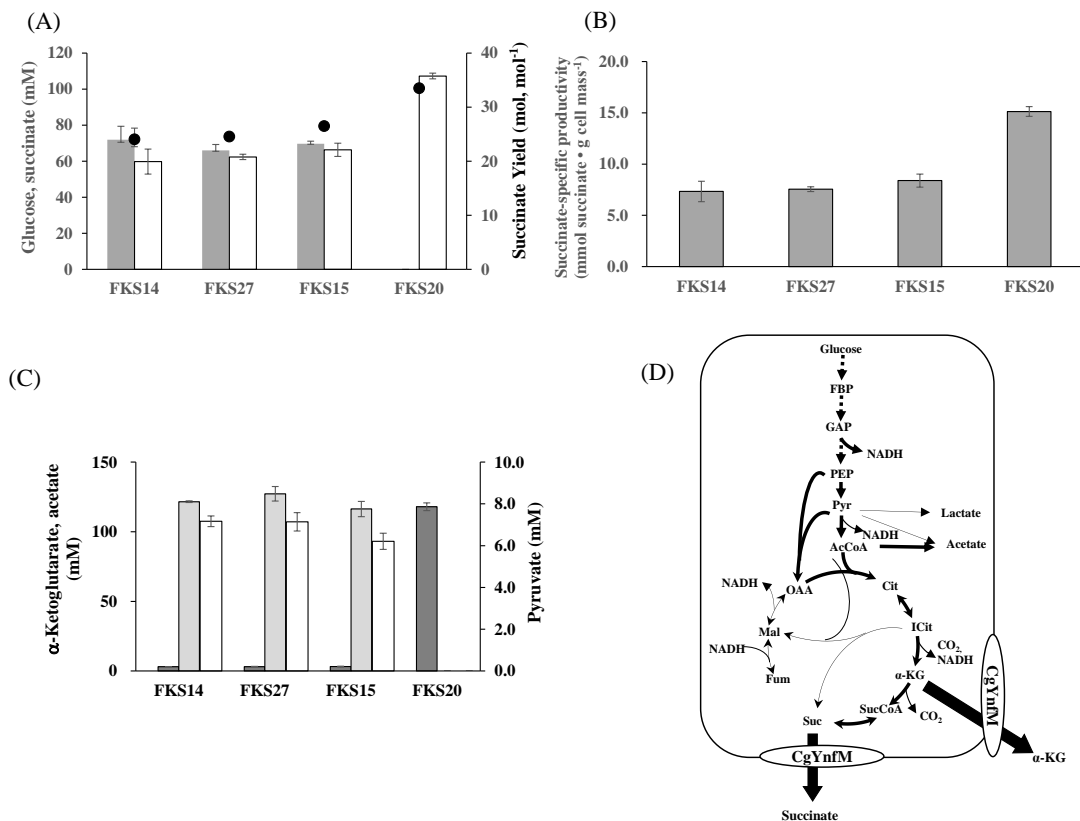 (A)
120
100
80
60
40
20
0
Glucose, succinate (mM)
40
30
20
10
0
Succinate Yield (mol, mol-1)
FKS14 FKS27 FKS15 FKS20
(B)
20.0
15.0
10.0
5.0
0.0
Succinate-specific productivity
(mmol succinate • g cell mass-1)
FKS14 FKS27 FKS15 FKS20
(C)
150
100
50
0
α-Ketoglutarate, acetate
(mM)
10.0
8.0
6.0
4.0
2.0
0.0
Pyruvate (mM)
FKS14 FKS27 FKS15 FKS20
(D)
Glucose
FBP
GAP
NADH
PEP
Pyr
Lactate
NADH
Acetate
AcCoA
NADH
OAA
Cit
Mal
ICit
NADH
CO2,
NADH
Fum
α-KG
SucCoA
CO2
Suc
CgYnfM
CgYnfM
α-KG
Succinate